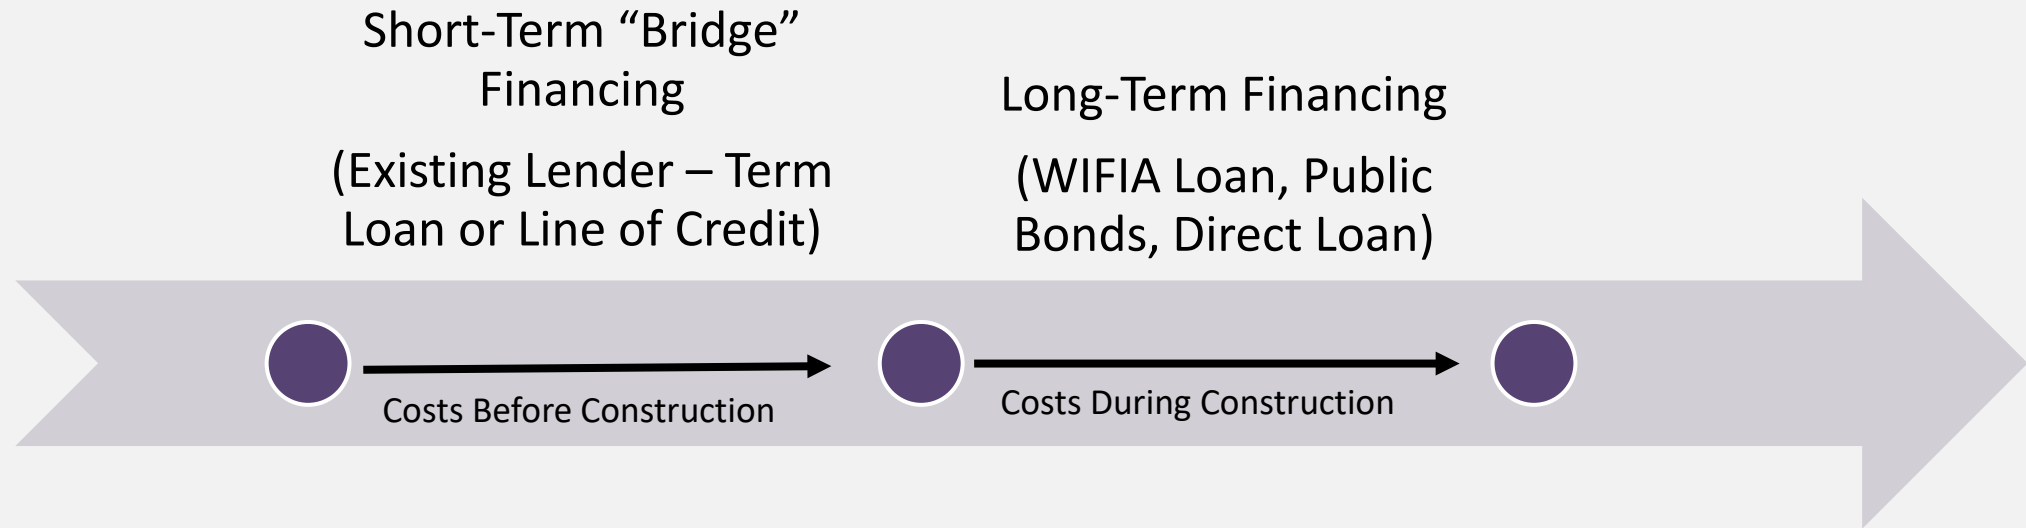 Short-Term “Bridge”
Financing
(Existing Lender – Term
Loan or Line of Credit)
Long-Term Financing
(WIFIA Loan, Public
Bonds, Direct Loan)
Costs Before Construction
Costs During Construction